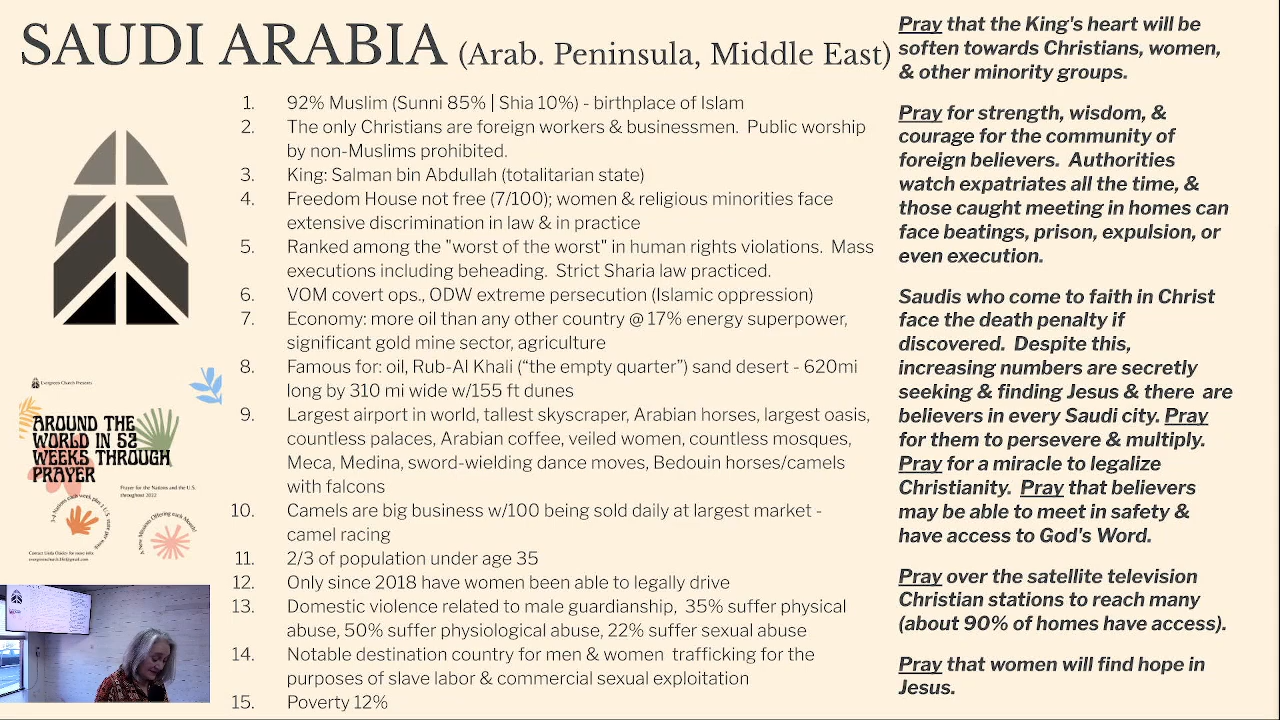 SAUDI ARABIA (Arab. Peninsula, Middle East)
1. 92% Muslim (Sunni 85% | Shia 10%) - birthplace of Islam
2. The only Christians are foreign workers & businessmen. Public worship
by non-Muslims prohibited.
3. King: Salman bin Abdullah (totalitarian state)
4. Freedom House not free (7/100); women & religious minorities face
extensive discrimination in law & in practice
5. Ranked among the "worst of the worst" in human rights violations. Mass
executions including beheading. Strict Sharia law practiced.
6. VOM covert ops., ODW extreme persecution (Islamic oppression)
7. Economy: more oil than any other country @ 17% energy superpower,
significant gold mine sector, agriculture
8. Famous for: oil, Rub-Al Khali (“the empty quarter”) sand desert - 620mi
long by 310 mi wide w/155 ft dunes
9. Largest airport in world, tallest skyscraper, Arabian horses, largest oasis,
countless palaces, Arabian coffee, veiled women, countless mosques,
Meca, Medina, sword-wielding dance moves, Bedouin horse/camels
with falcons
10. Camels are big business w/100 being sold daily at largest market -
camel racing
11. 2/3 of population under age 35
12. Only since 2018 have women been able to legally drive
13. Domestic violence related to male guardianship, 35% suffer physical
abuse, 50% suffer physiological abuse, 22% suffer sexual abuse
14. Notable destination country for men & women trafficking for the
purposes of slave labor & commercial sexual exploitation
15. Poverty 12%
Pray that the King's heart will be
soften towards Christians, women,
& other minority groups.
Pray for strength, wisdom, &
courage for the community of
foreign believers. Authorities
watch expatriates all the time, &
those caught meeting in homes can
face beatings, prison, expulsion, or
even execution.
Saudis who come to faith in Christ
face the death penalty if
discovered. Despite this,
increasing numbers are secretly
seeking & finding Jesus & there are
believers in every Saudi city. Pray
for them to persevere & multiply.
Pray for a miracle to legalize
Christianity. Pray that believers
may be able to meet in safety &
have access to God's Word.
Pray over the satellite television
Christian stations to reach many
(about 90% of homes have access).
Pray that women will find hope in
Jesus.
Evergreen Church Presents
AROUND THE
WORLD IN 52
WEEKS THROUGH
PRAYER
Prayer for the Nations and the U.S.
throughout 2022
A New Missions Offering each Month!